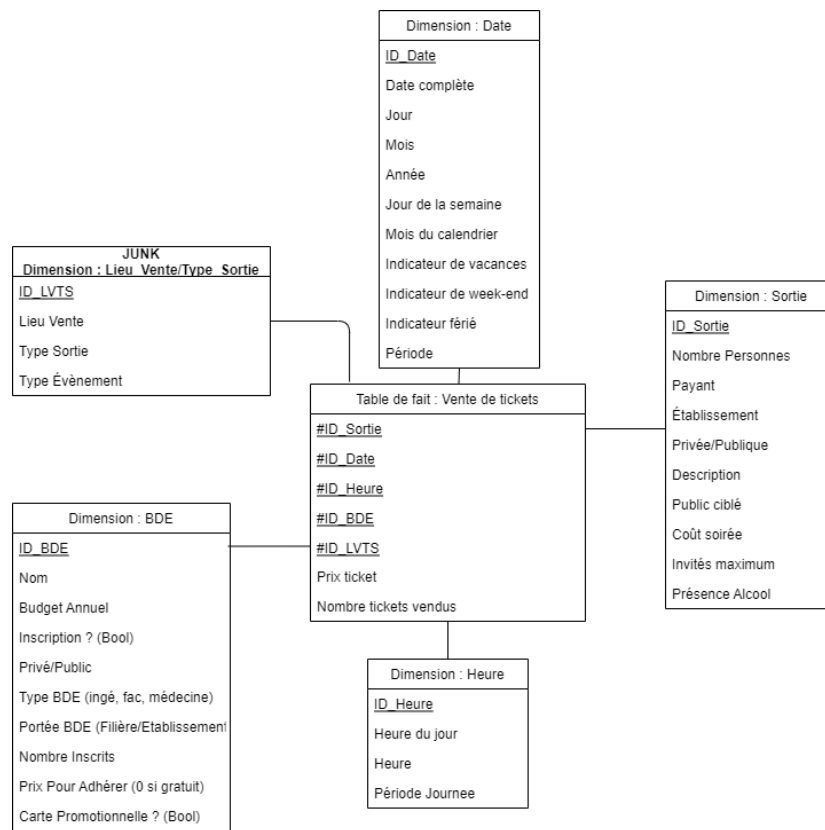 Dimension : Date
ID_Date
Date complète
Jour
Mois
Année
Jour de la semaine
Mois du calendrier
Indicateur de vacances
Indicateur de week-end
Indicateur férié
Période
JUNK
Dimension : Lieu_Vente/Type_Sortie
ID_LVTS
Lieu Vente
Type Sortie
Type Évènement
Dimension : Sortie
ID_Sortie
Nombre Personnes
Payant
Établissement
Privée/Publique
Description
Public ciblé
Coût soirée
Invités maximum
Présence Alcool
Table de fait : Vente de tickets
#ID_Sortie
#ID_Date
#ID_Heure
#ID_BDE
#ID_LVTS
Prix ticket
Nombre tickets vendus
Dimension : BDE
ID_BDE
Nom
Budget Annuel
Inscription ? (Bool)
Privé/Public
Type BDE (ingé, fac, médecine)
Portée BDE (Filière/Etablissement
Nombre Inscrits
Prix Pour Adhérer (0 si gratuit)
Carte Promotionnelle ? (Bool)
Dimension : Heure
ID_Heure
Heure du jour
Heure
Période Journee